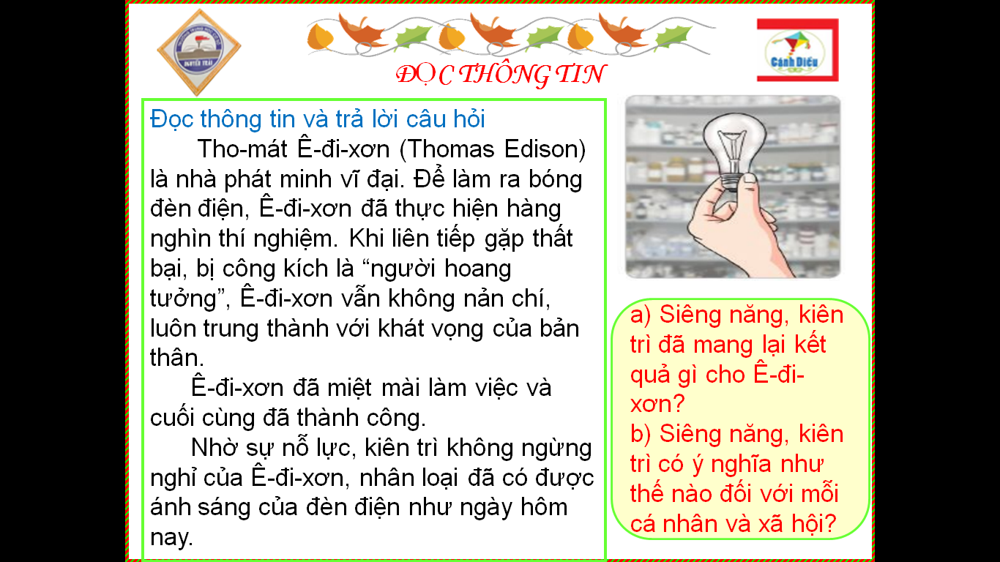 NGUYỄN TRÃI
Cánh Diều
ĐỌC THÔNG TIN
Đọc thông tin và trả lời câu hỏi
Tho-mát Ê-đi-xơn (Thomas Edison)
là nhà phát minh vĩ đại. Để làm ra bóng
đèn điện, Ê-đi-xơn đã thực hiện hàng
nghìn thí nghiệm. Khi liên tiếp gặp thất
bại, bị công kích là “người hoang
tưởng”, Ê-đi-xơn vẫn không nản chí,
luôn trung thành với khát vọng của bản
thân.
Ê-đi-xơn đã miệt mài làm việc và
cuối cùng đã thành công.
Nhờ sự nỗ lực, kiên trì không ngừng
nghỉ của Ê-đi-xơn, nhân loại đã có được
ánh sáng của đèn điện như ngày hôm
nay.
a) Siêng năng, kiên
trì đã mang lại kết
quả gì cho Ê-đi-
xơn?
b) Siêng năng, kiên
trì có ý nghĩa như
thế nào đối với mỗi
cá nhân và xã hội?